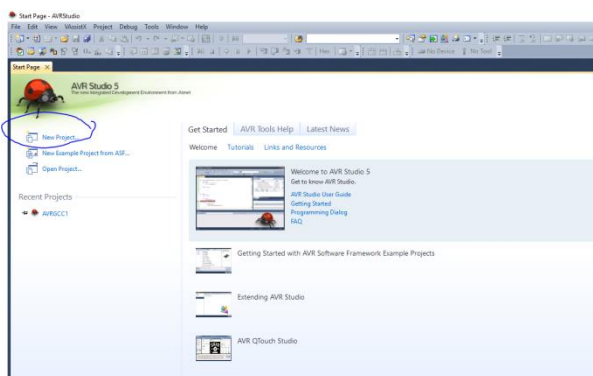 Start Page - AVRStudio
File Edit View VAssistX Project Debug Tools Window Help
Hex
No Device No Tool
Start Page
AVR Studio 5
The new Integrated Development Environment from Atmel
New Project...
New Example Project from ASF...
Open Project...
Recent Projects
AVRGCC1
Get Started AVR Tools Help Latest News
Welcome Tutorials Links and Resources
Welcome to AVR Studio 5
Get to know AVR Studio.
AVR Studio User Guide
Getting Started
Programming Dialog
FAQ
Getting Started with AVR Software Framework Example Projects
Extending AVR Studio
AVR QTouch Studio